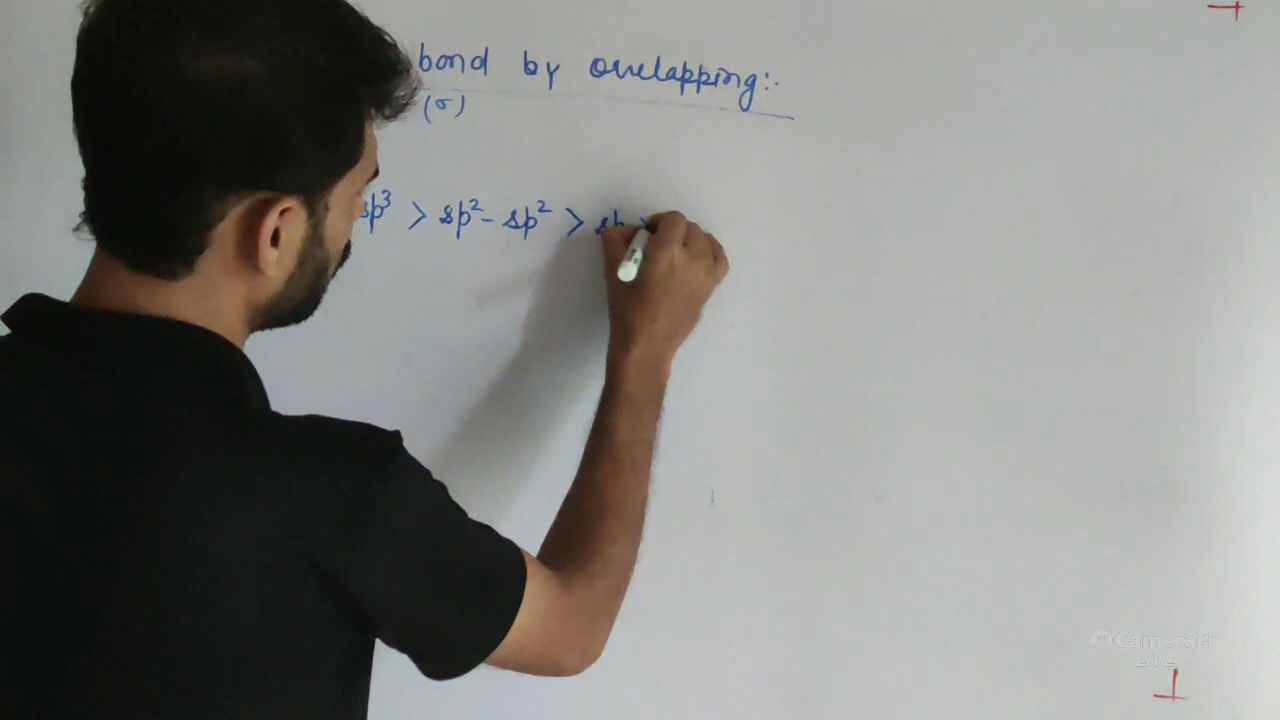 bond by overlapping:-
(σ)
sp³ > sp² - sp² > sp